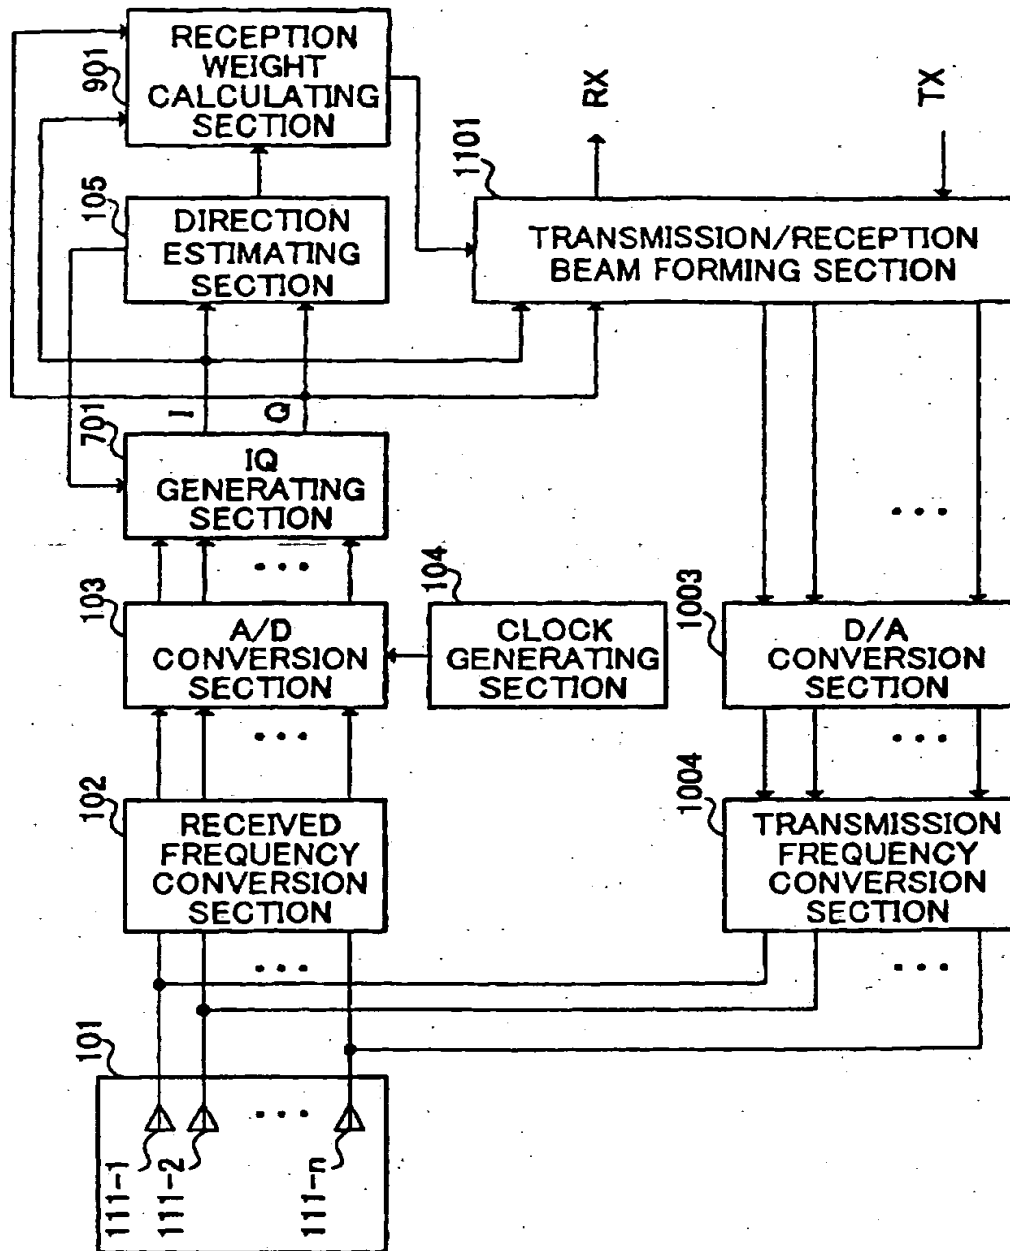 RECEPTION
WEIGHT
CALCULATING
SECTION
901
RX
TX
1101
105
DIRECTION
ESTIMATING
SECTION
TRANSMISSION/RECEPTION
BEAM FORMING SECTION
I
Q
701
IQ
GENERATING
SECTION
...
...
103
A/D
CONVERSION
SECTION
104
CLOCK
GENERATING
SECTION
1003
D/A
CONVERSION
SECTION
...
...
102
RECEIVED
FREQUENCY
CONVERSION
SECTION
1004
TRANSMISSION
FREQUENCY
CONVERSION
SECTION
...
...
101
...
111-1
111-2
111-n